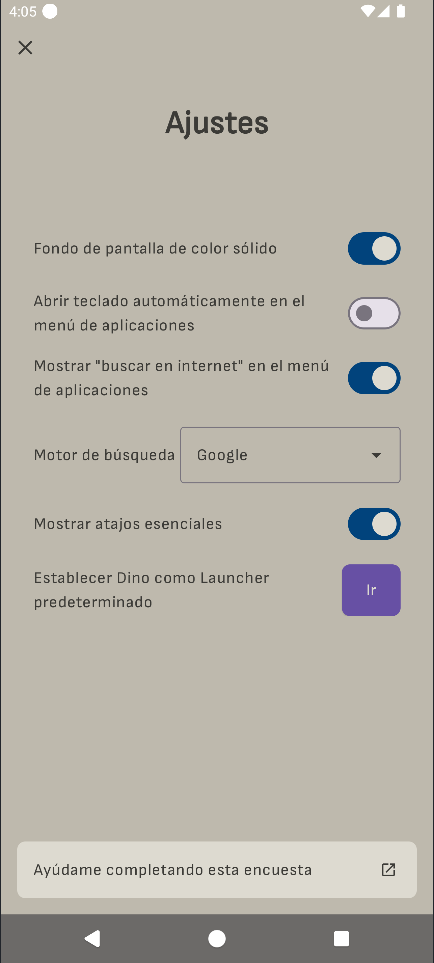 4:05
Ajustes
Fondo de pantalla de color sólido
Abrir teclado automáticamente en el
menú de aplicaciones
Mostrar "buscar en internet" en el menú
de aplicaciones
Motor de búsqueda Google
Mostrar atajos esenciales
Establecer Dino como Launcher
predeterminado
Ir
Ayúdame completando esta encuesta